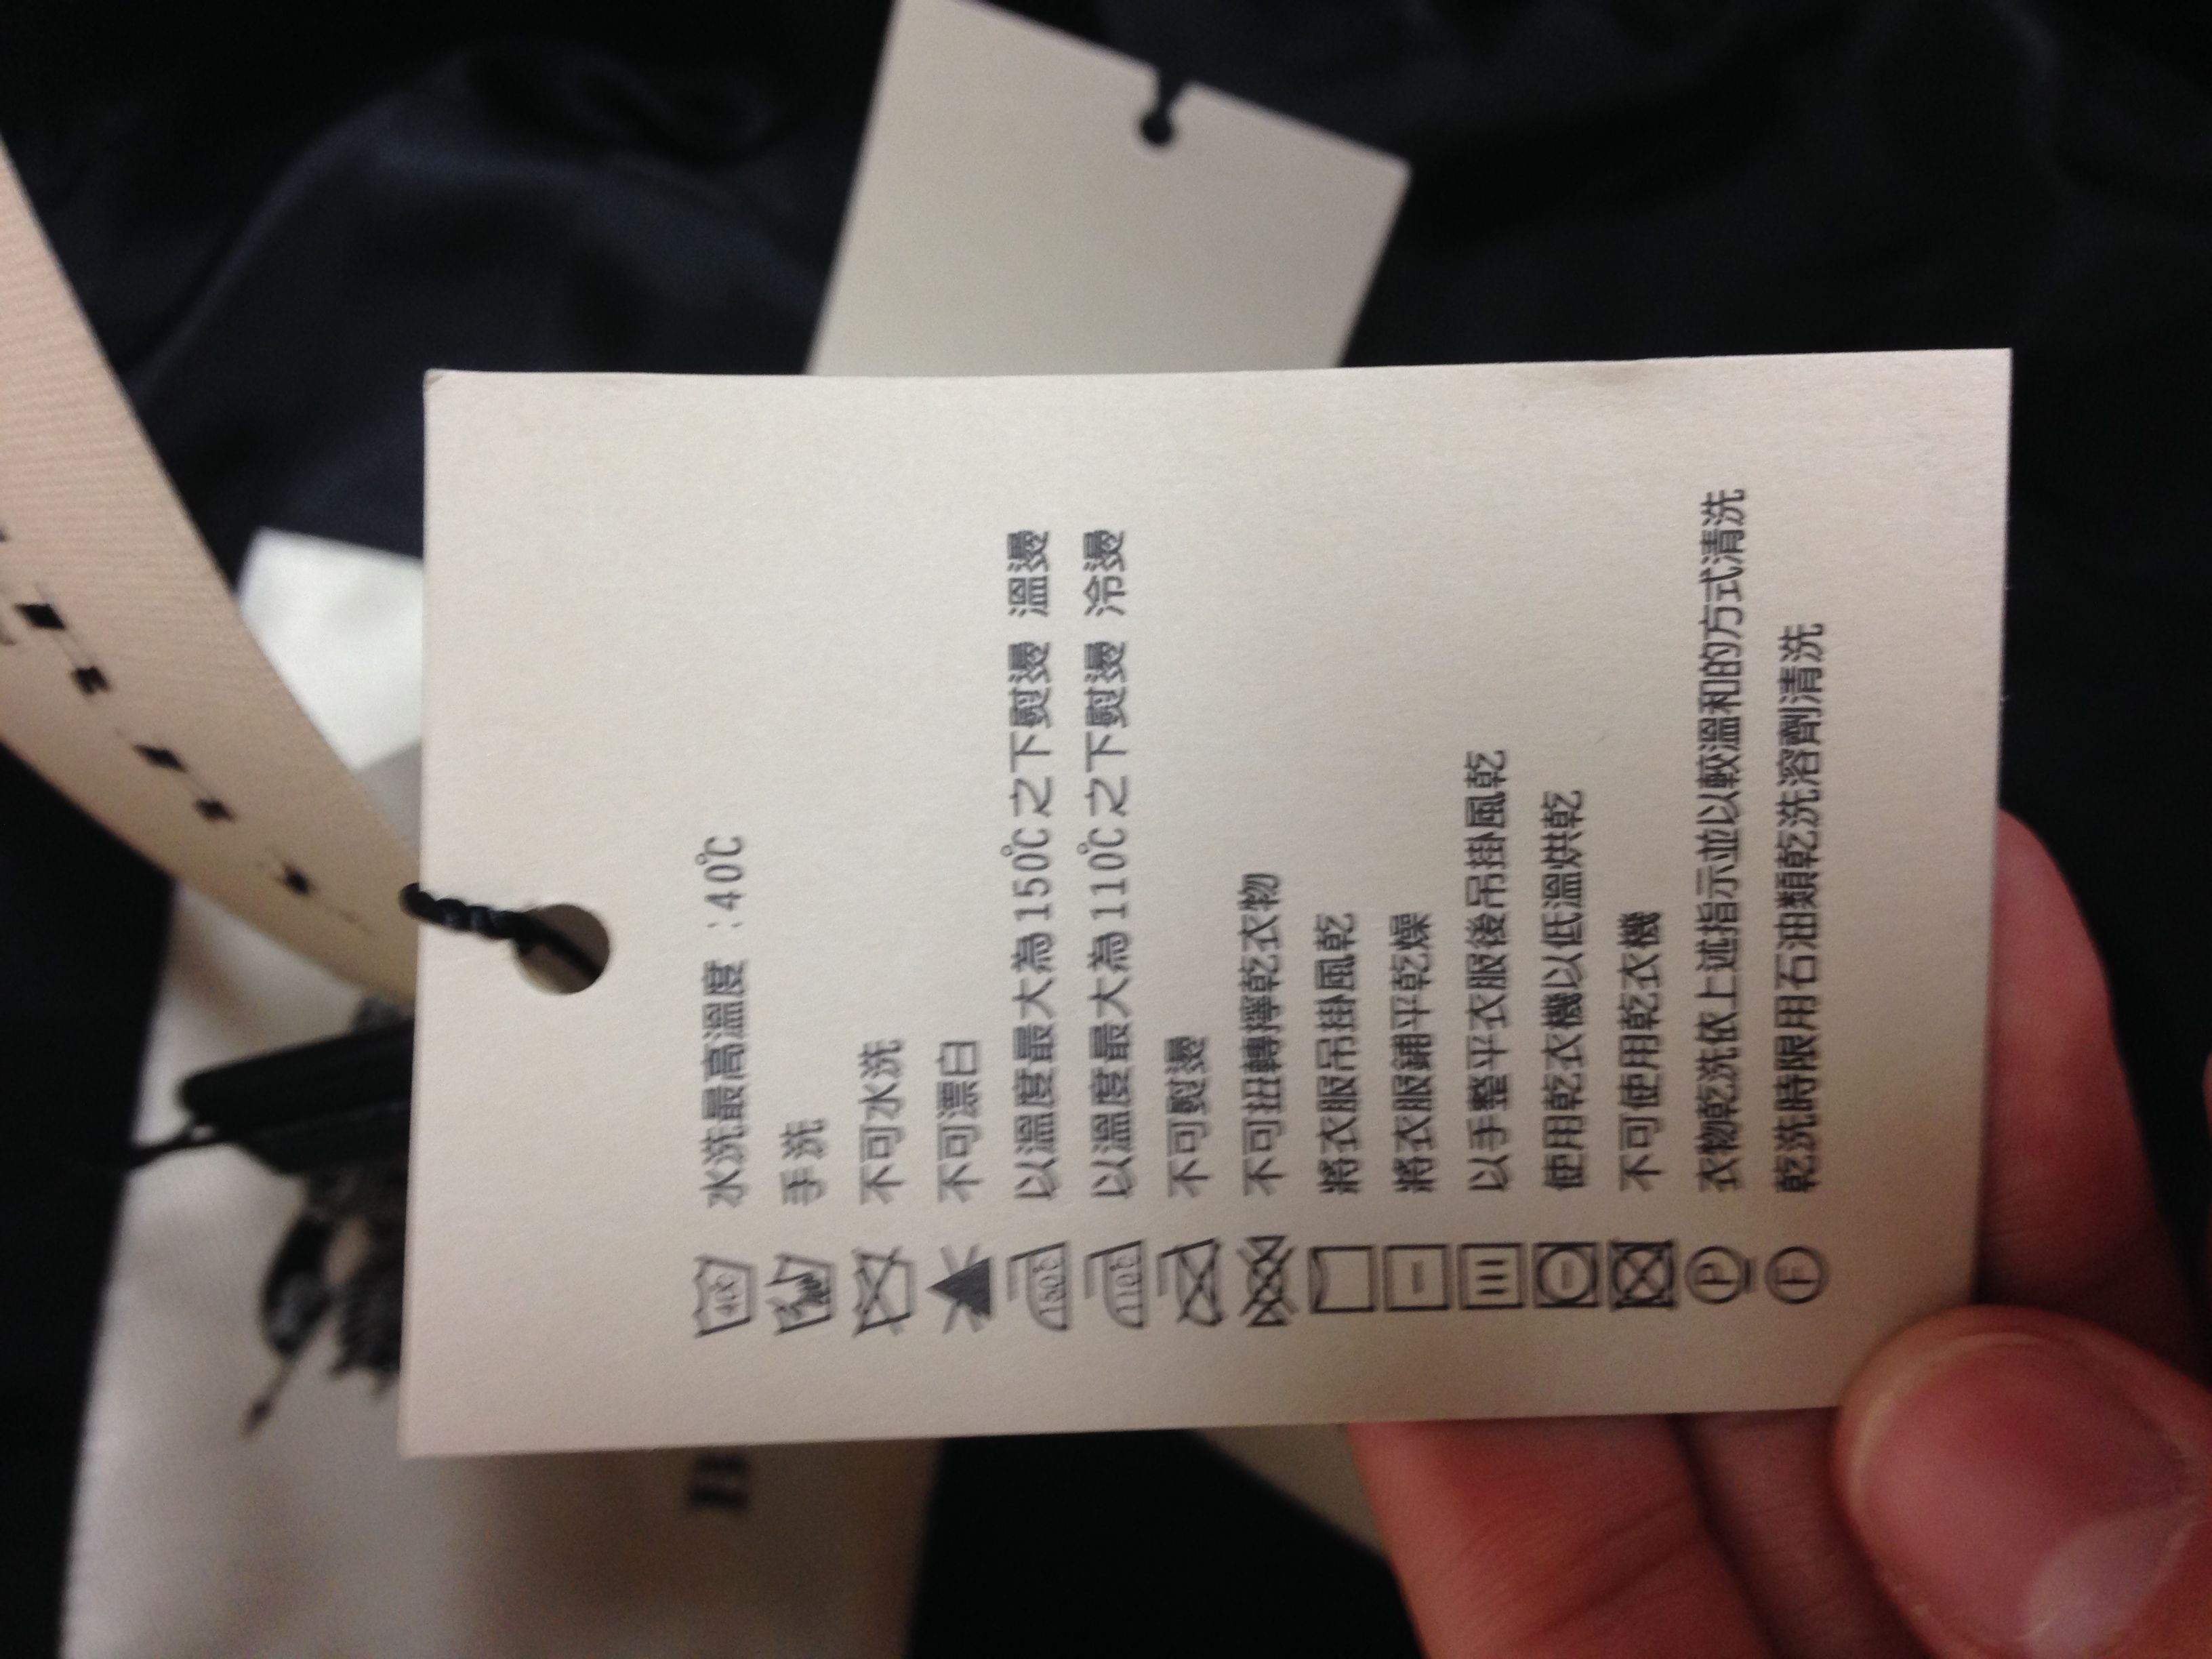 水洗最高溫度 :40℃
手洗
不可水洗
不可漂白
以溫度最大為150℃之下熨燙 溫燙
以溫度最大為110℃之下熨燙 冷燙
不可熨燙
不可扭轉擰乾衣物
將衣服吊掛風乾
將衣服鋪平乾燥
以手整平衣服後吊掛風乾
使用乾衣機以低溫烘乾
不可使用乾衣機
衣物乾洗依上述指示並以較溫和的方式清洗
乾洗時限用石油類乾洗溶劑清洗
40℃
150℃
110℃
P
F